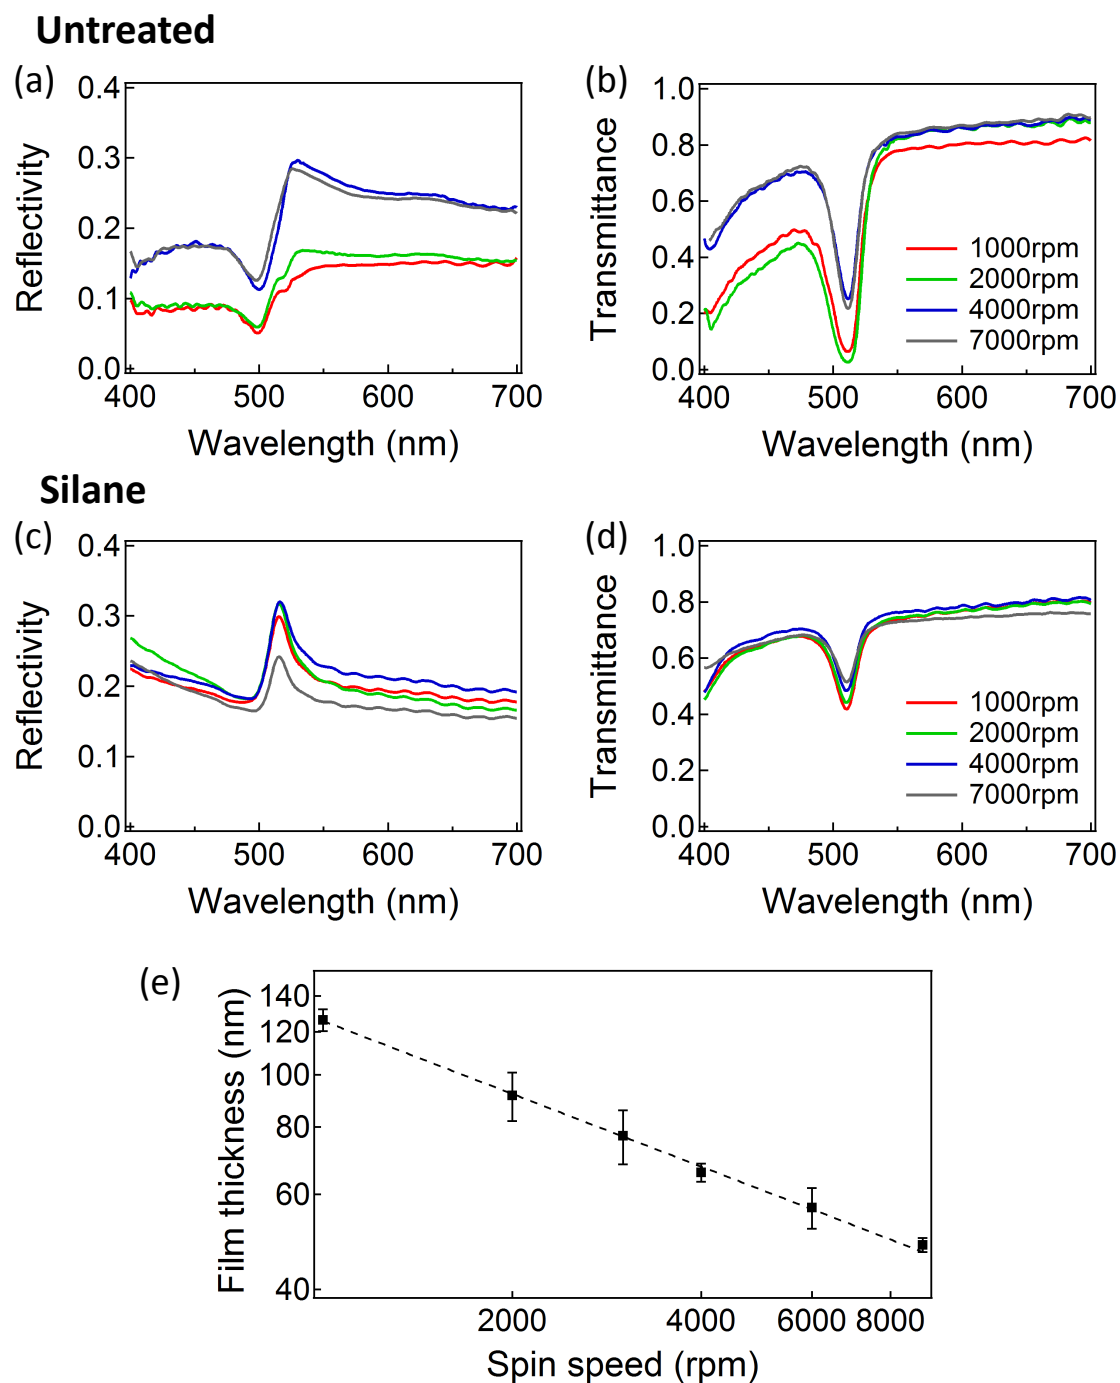 Untreated
(a)
Reflectivity
0.4
0.3
0.2
0.1
0.0
400 500 600 700
Wavelength (nm)
(b)
Transmittance
1.0
0.8
0.6
0.4
0.2
0.0
1000rpm
2000rpm
4000rpm
7000rpm
400 500 600 700
Wavelength (nm)
Silane
(c)
Reflectivity
0.4
0.3
0.2
0.1
0.0
400 500 600 700
Wavelength (nm)
(d)
Transmittance
1.0
0.8
0.6
0.4
0.2
0.0
1000rpm
2000rpm
4000rpm
7000rpm
400 500 600 700
Wavelength (nm)
(e)
Film thickness (nm)
140
120
100
80
60
40
2000 4000 6000 8000
Spin speed (rpm)